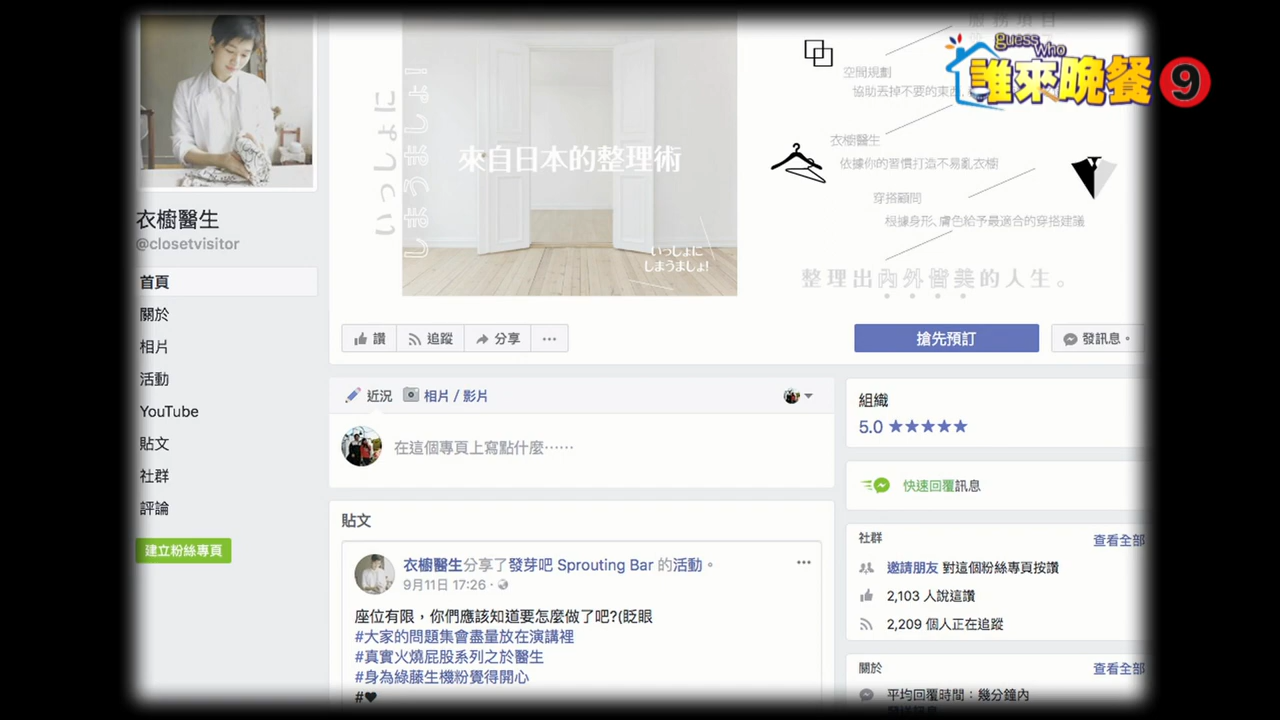 guess who
誰來晚餐 9
服務項目
空間規劃
衣櫥醫生
依據你的習慣打造不易亂衣櫥
穿搭顧問
根據身形、膚色給予最適合的穿搭建議
整理出內外皆美的人生。
來自日本的整理術
いっしょに
しまうましょ!
衣櫥醫生
@closetvisitor
首頁
關於
相片
活動
YouTube
貼文
社群
評論
建立粉絲專頁
讚
追蹤
分享
搶先預訂
發訊息。
近況
相片 / 影片
在這個專頁上寫點什麼……
貼文
衣櫥醫生分享了發芽吧 Sprouting Bar 的活動。
9月11日 17:26
座位有限，你們應該知道要怎麼做了吧?(眨眼
#大家的問題集會盡量放在演講裡
#真實火燒屁股系列之於醫生
#身為綠藤生機粉覺得開心
#♥
組織
5.0 ★★★★★
快速回覆訊息
社群
查看全部
邀請朋友 對這個粉絲專頁按讚
2,103 人說這讚
2,209 個人正在追蹤
關於
查看全部
平均回覆時間：幾分鐘內